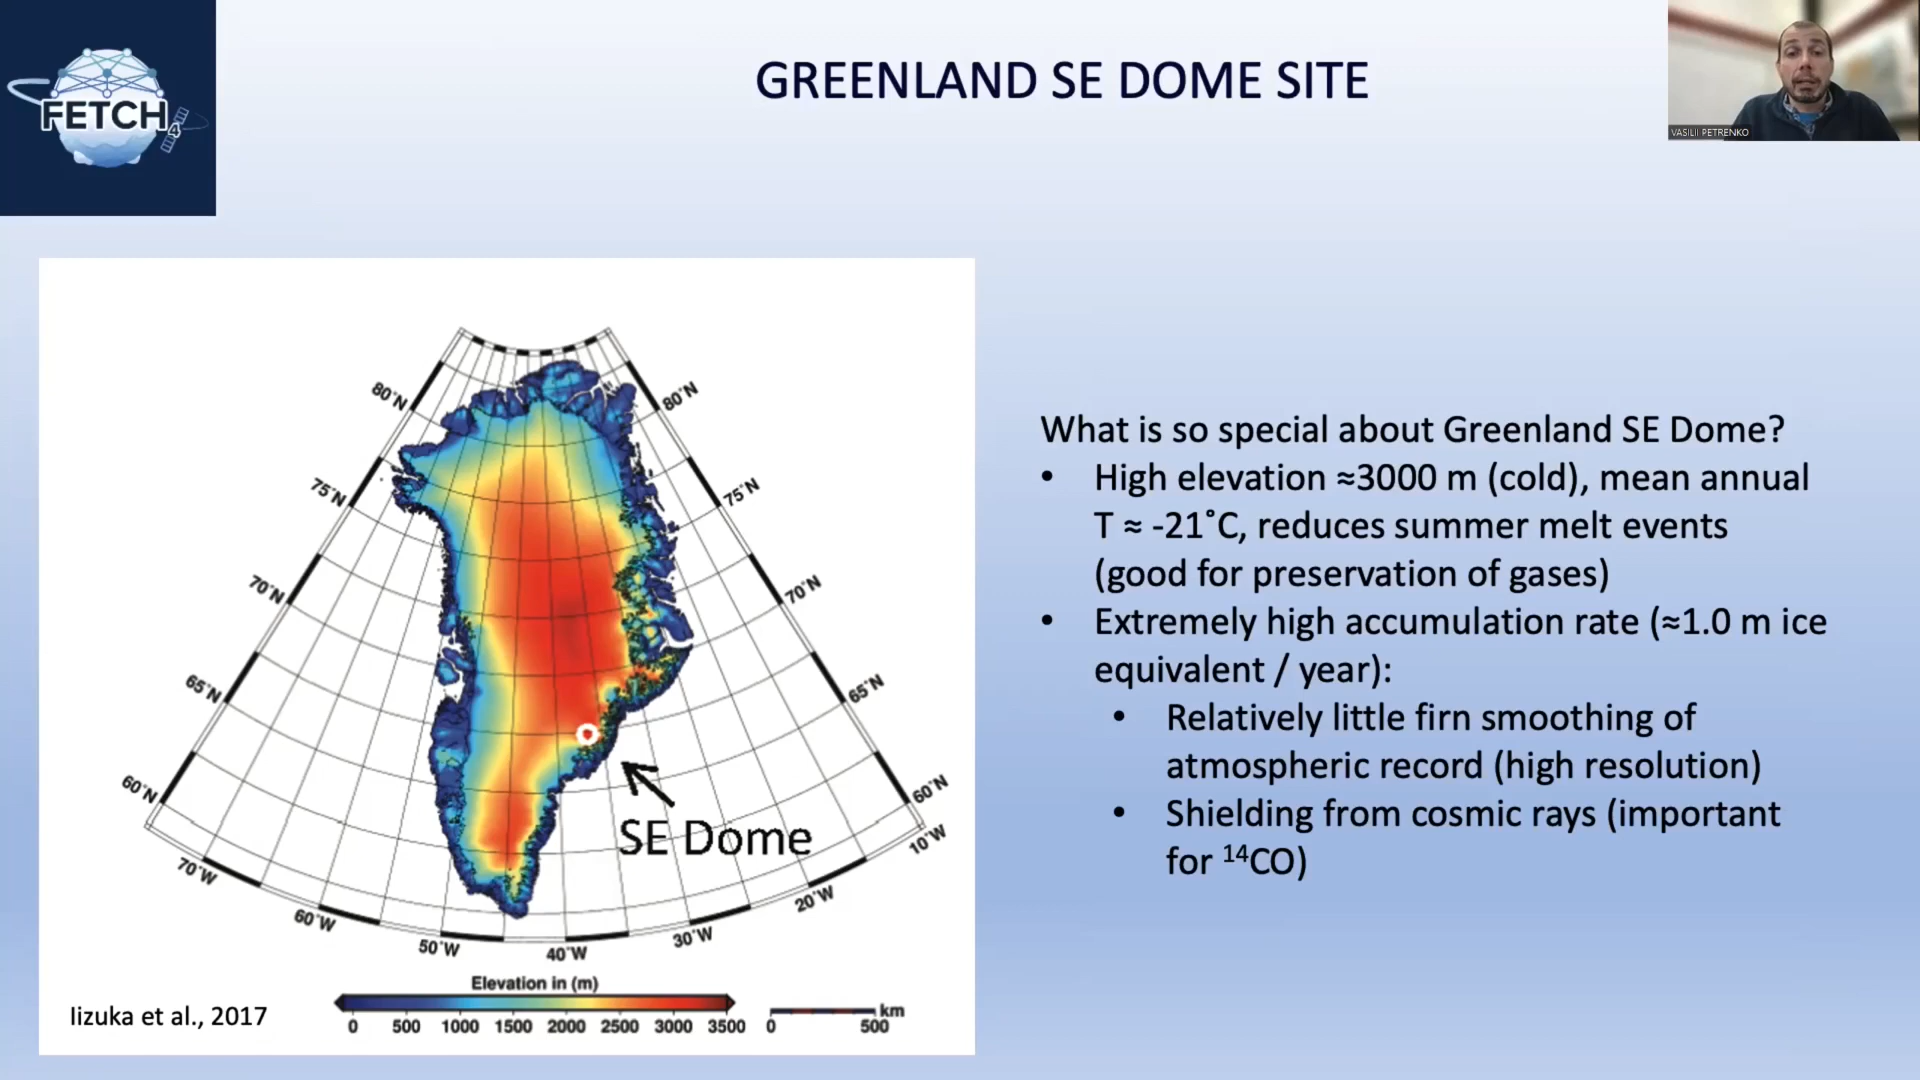 FETCH4
GREENLAND SE DOME SITE
VASILII PETRENKO
80°N
80°N
75°N
75°N
70°N
70°N
65°N
65°N
60°N
60°N
70°W
60°W
50°W
40°W
30°W
20°W
10°W
SE Dome
Elevation in (m)
0 500 1000 1500 2000 2500 3000 3500
km
0 500
Iizuka et al., 2017
What is so special about Greenland SE Dome?
• High elevation ≈3000 m (cold), mean annual
T ≈ -21˚C, reduces summer melt events
(good for preservation of gases)
• Extremely high accumulation rate (≈1.0 m ice
equivalent / year):
• Relatively little firn smoothing of
atmospheric record (high resolution)
• Shielding from cosmic rays (important
for ¹⁴CO)